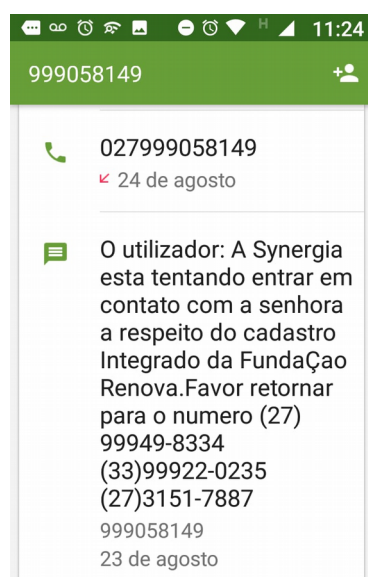 H 11:24
999058149
027999058149
24 de agosto
O utilizador: A Synergia
esta tentando entrar em
contato com a senhora
a respeito do cadastro
Integrado da FundaÇao
Renova.Favor retornar
para o numero (27)
99949-8334
(33)99922-0235
(27)3151-7887
999058149
23 de agosto